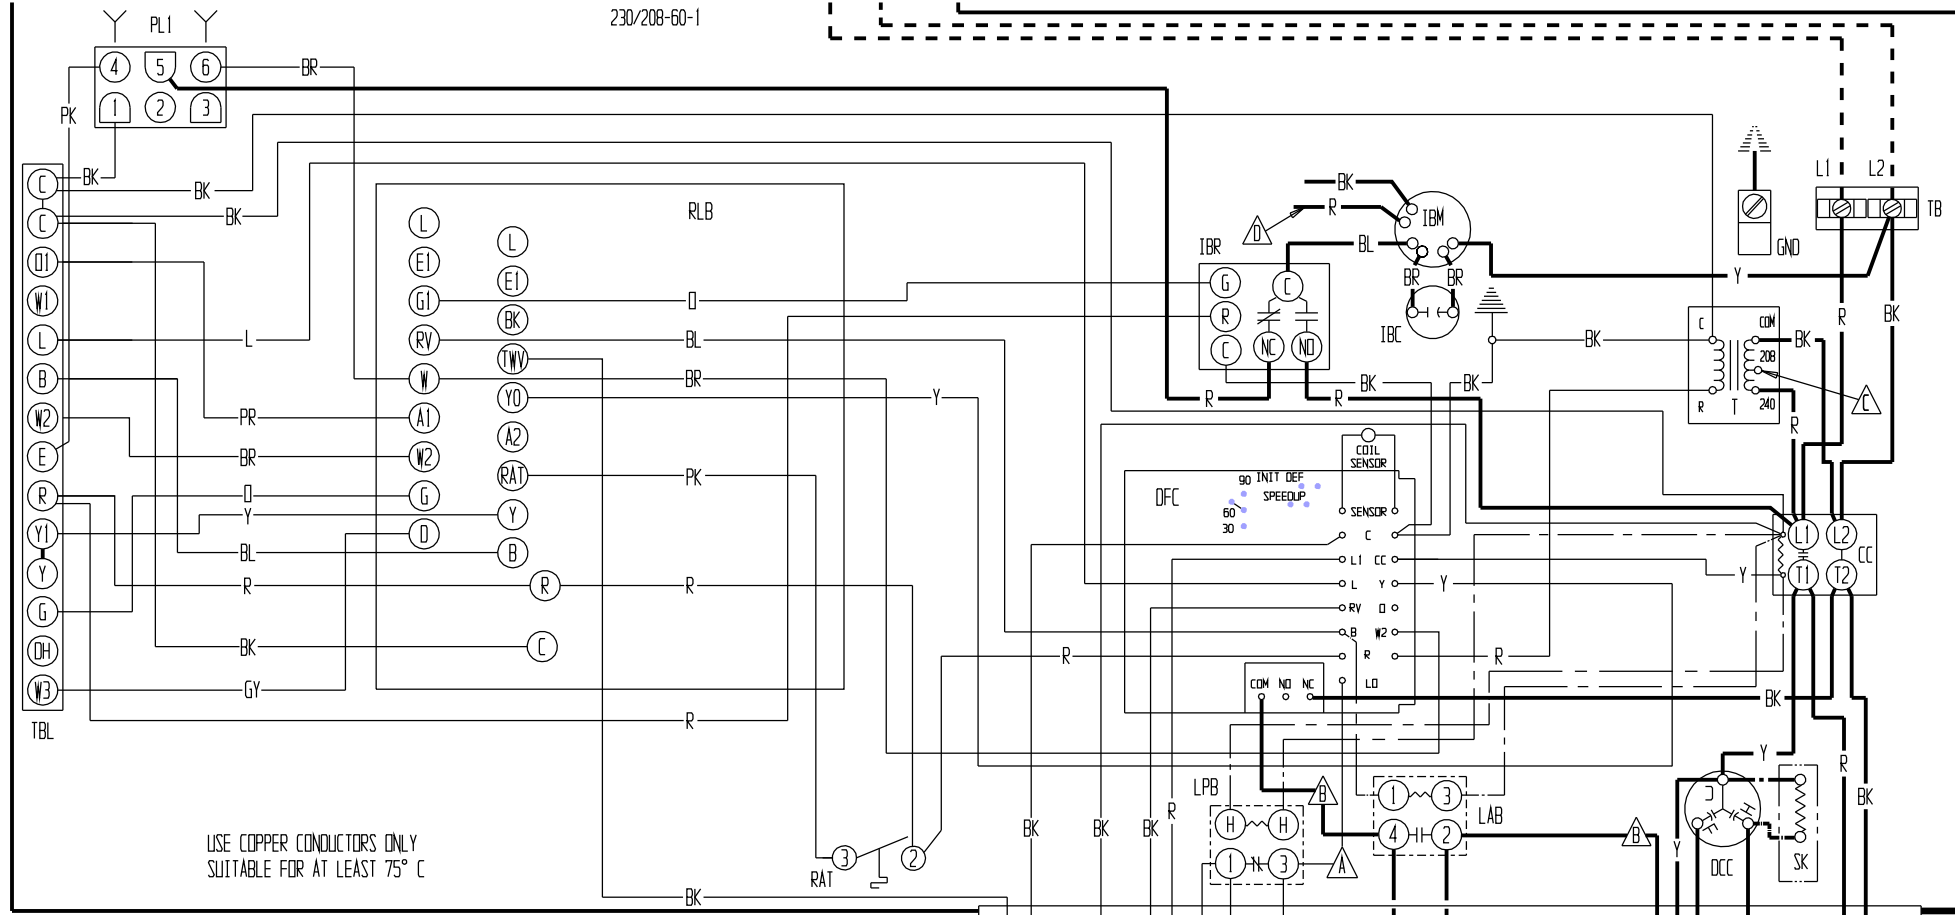 230/208-60-1
PL1
4 5 6
1 2 3
BR
PK
BK
BK
BK
C
C
O1
W1
L
B
W2
E
R
Y1
Y
G
OH
W3
TBL
L
PR
BR
O
Y
BL
R
BK
GY
RLB
L
E1
G1
RV
W
A1
W2
G
D
L
E1
BK
TWV
Y0
A2
RAT
Y
B
R
C
O
BL
BR
Y
PK
R
R
BK
R
RAT
3
2
USE COPPER CONDUCTORS ONLY
SUITABLE FOR AT LEAST 75° C
BK
R
D
IBM
IBR
BL
G
R
C
C
NC
NO
BR
BR
IBC
R
BK
R
BK
BK
Y
GND
L1 L2
TB
R
BK
C
COM
208
240
R
T
BK
R
C
COIL
SENSOR
DFC
90
60
30
INIT DEF
SPEEDUP
SENSOR
C
L1 CC
L Y
RV O
B W2
R
LO
COM NO NC
Y
R
Y
BK
L1 L2
T1 T2
CC
LPB
H H
1 3
B
A
1 3
4 2
LAB
B
BK
BK
BK
R
Y
Y
C
F
H
DCC
SK
R
BK